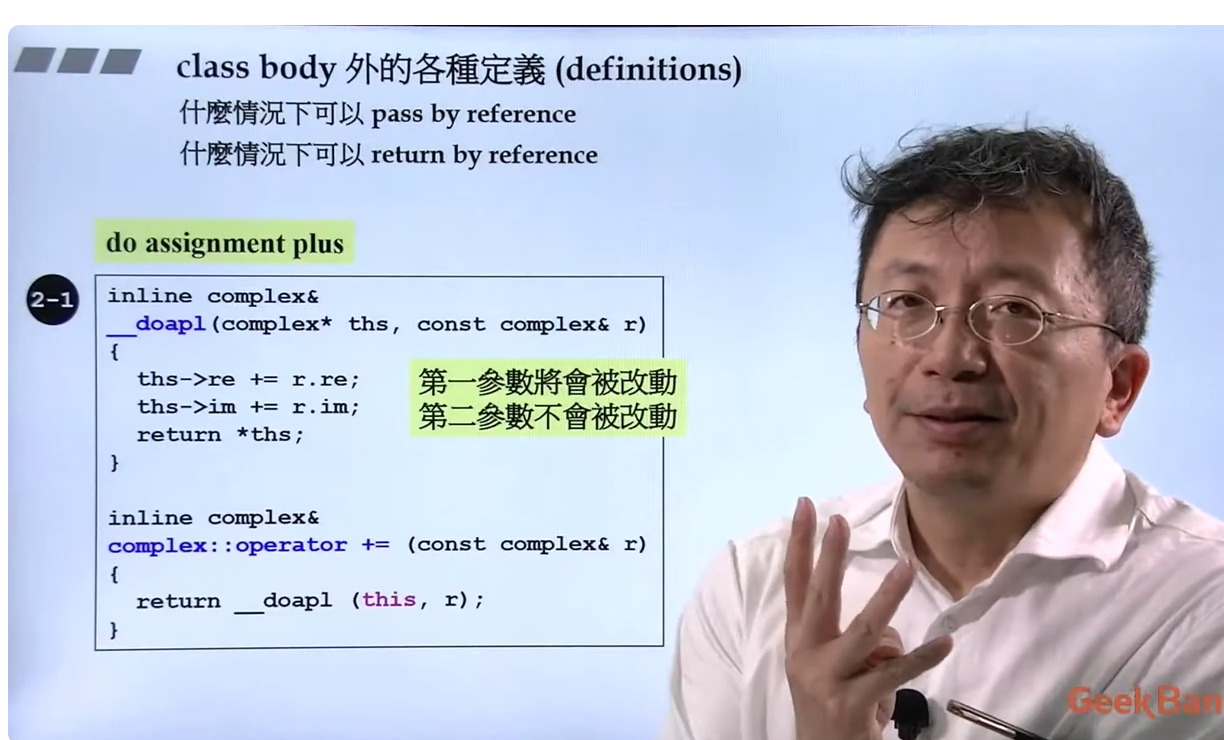 class body 外的各種定義 (definitions)
什麼情況下可以 pass by reference
什麼情況下可以 return by reference
do assignment plus
2-1
inline complex&
__doapl(complex* ths, const complex& r)
{
ths->re += r.re;
ths->im += r.im;
return *ths;
}
第一參數將會被改動
第二參數不會被改動
inline complex&
complex::operator += (const complex& r)
{
return __doapl (this, r);
}
GeekBan